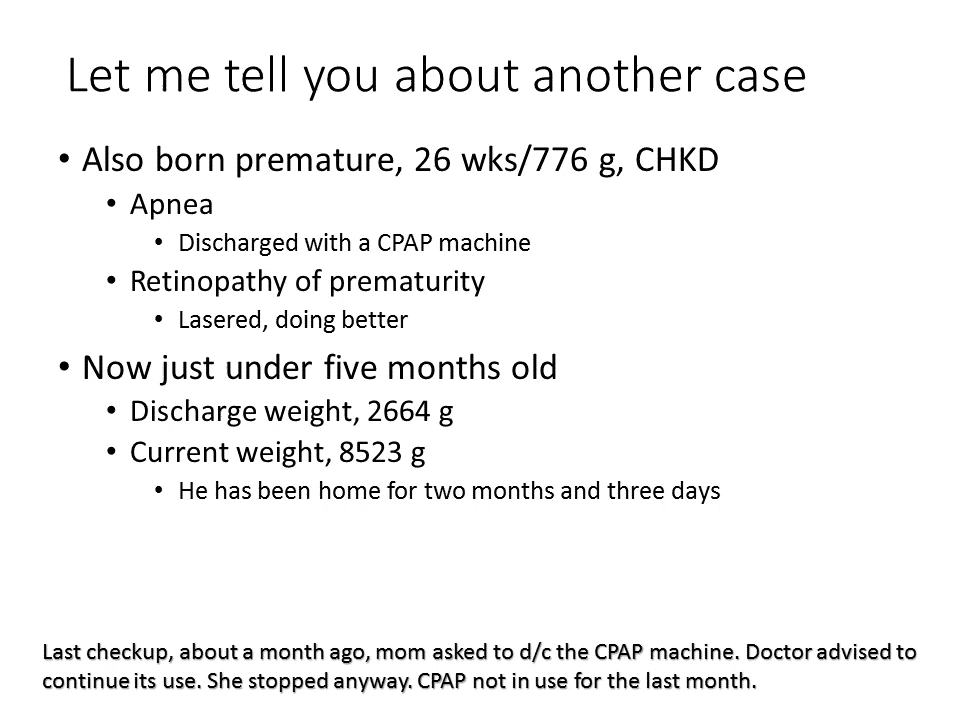 Let me tell you about another case
• Also born premature, 26 wks/776 g, CHKD
• Apnea
• Discharged with a CPAP machine
• Retinopathy of prematurity
• Lasered, doing better
• Now just under five months old
• Discharge weight, 2664 g
• Current weight, 8523 g
• He has been home for two months and three days
Last checkup, about a month ago, mom asked to d/c the CPAP machine. Doctor advised to
continue its use. She stopped anyway. CPAP not in use for the last month.